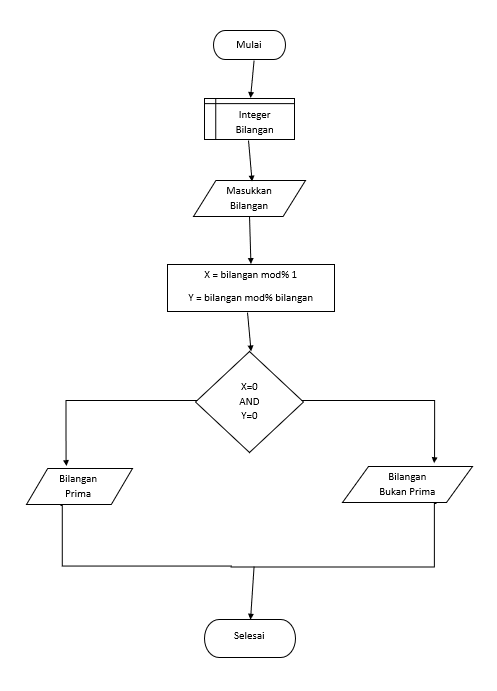 Mulai
Integer
Bilangan
Masukkan
Bilangan
X = bilangan mod% 1
Y = bilangan mod% bilangan
X=0
AND
Y=0
Bilangan
Prima
Bilangan
Bukan Prima
Selesai